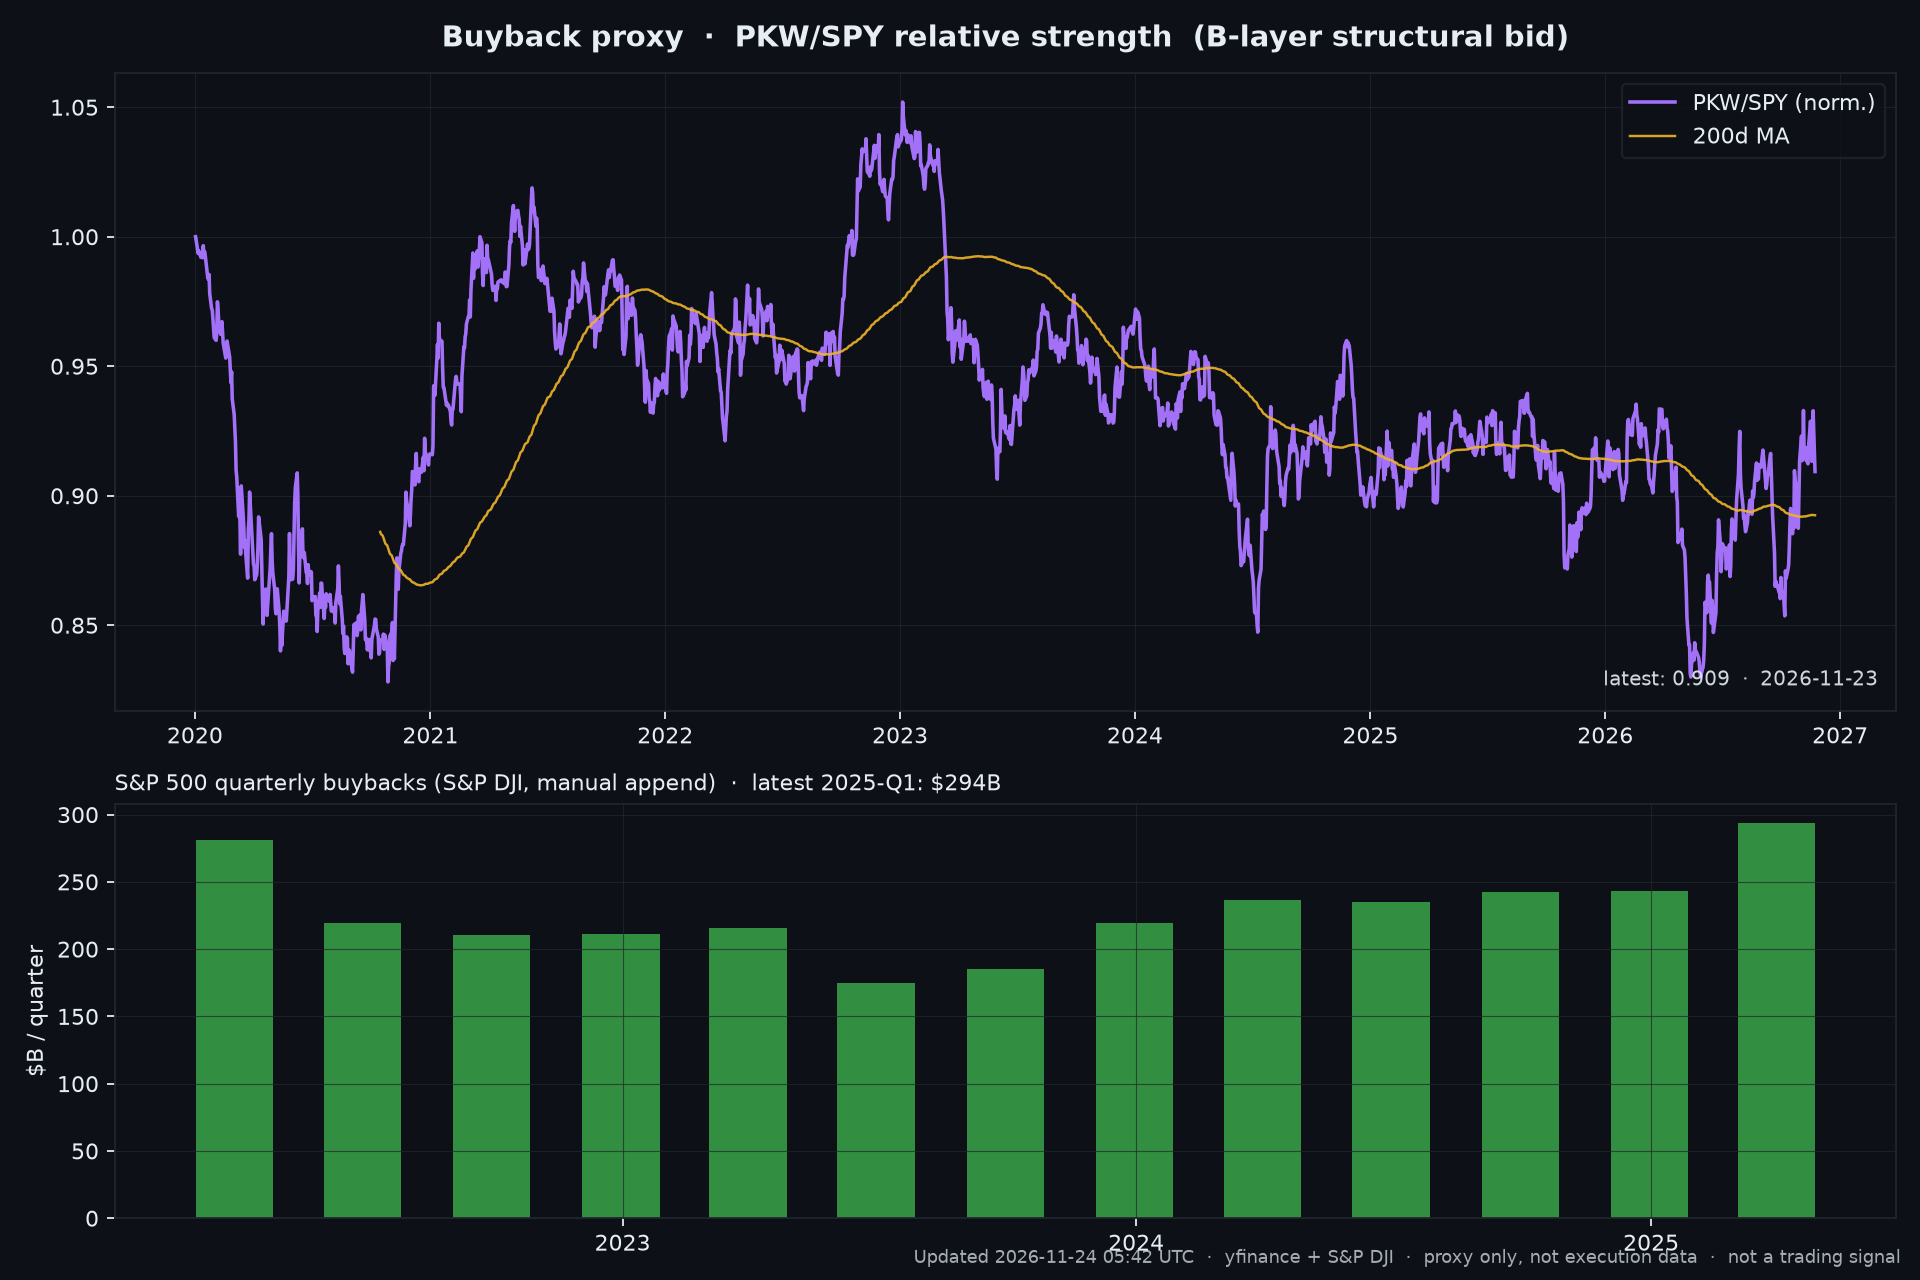 Buyback proxy · PKW/SPY relative strength (B-layer structural bid)
PKW/SPY (norm.)
200d MA
1.05
1.00
0.95
0.90
0.85
latest: 0.909 · 2026-11-23
2020 2021 2022 2023 2024 2025 2026 2027
S&P 500 quarterly buybacks (S&P DJI, manual append) · latest 2025-Q1: $294B
$B / quarter
300
250
200
150
100
50
0
2023 2024 2025
Updated 2026-11-24 05:42 UTC · yfinance + S&P DJI · proxy only, not execution data · not a trading signal